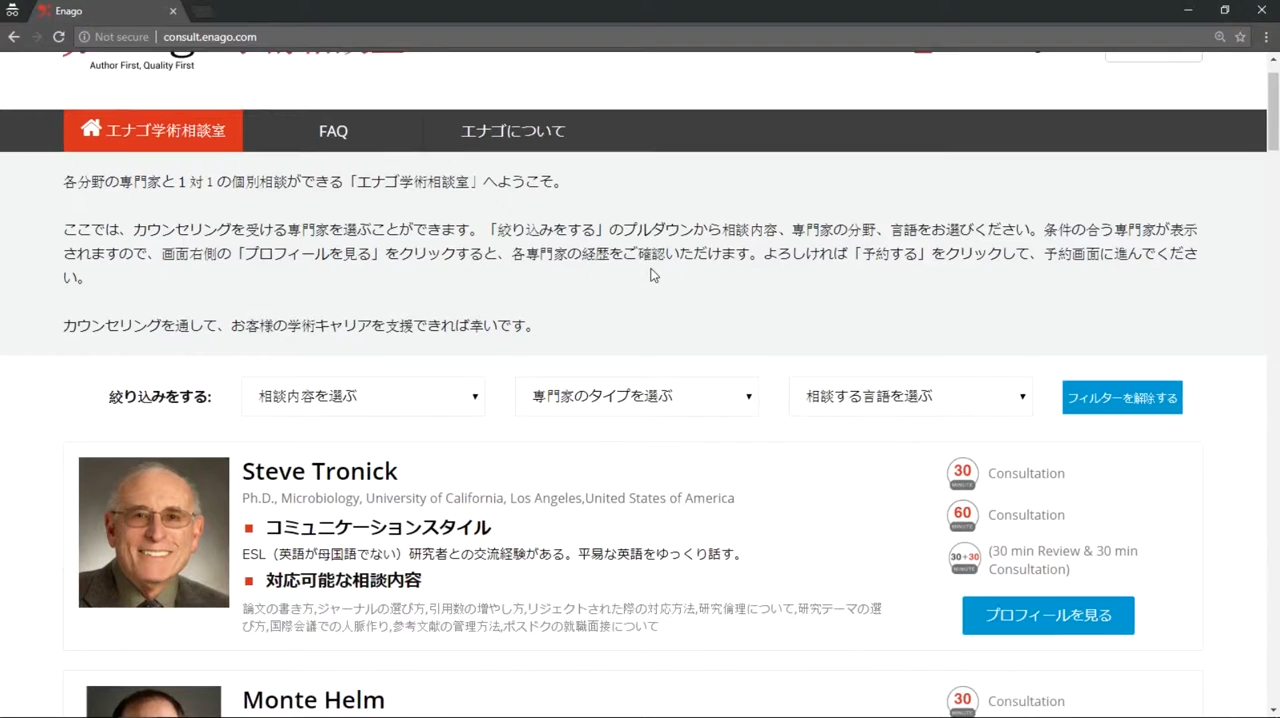 Enago
Not secure consult.enago.com
Author First, Quality First
エナゴ学術相談室 FAQ エナゴについて
各分野の専門家と１対１の個別相談ができる「エナゴ学術相談室」へようこそ。
ここでは、カウンセリングを受ける専門家を選ぶことができます。「絞り込みをする」のプルダウンから相談内容、専門家の分野、言語をお選びください。条件の合う専門家が表示
されますので、画面右側の「プロフィールを見る」をクリックすると、各専門家の経歴をご確認いただけます。よろしければ「予約する」をクリックして、予約画面に進んでくださ
い。
カウンセリングを通して、お客様の学術キャリアを支援できれば幸いです。
絞り込みをする: 相談内容を選ぶ 専門家のタイプを選ぶ 相談する言語を選ぶ フィルターを解除する
Steve Tronick
Ph.D., Microbiology, University of California, Los Angeles,United States of America
コミュニケーションスタイル
ESL（英語が母国語でない）研究者との交流経験がある。平易な英語をゆっくり話す。
対応可能な相談内容
論文の書き方,ジャーナルの選び方,引用数の増やし方,リジェクトされた際の対応方法,研究倫理について,研究テーマの選
び方,国際会議での人脈作り,参考文献の管理方法,ポスドクの就職面接について
30 MINUTE Consultation
60 MINUTE Consultation
30+30 MINUTE (30 min Review & 30 min
Consultation)
プロフィールを見る
Monte Helm
30 MINUTE Consultation